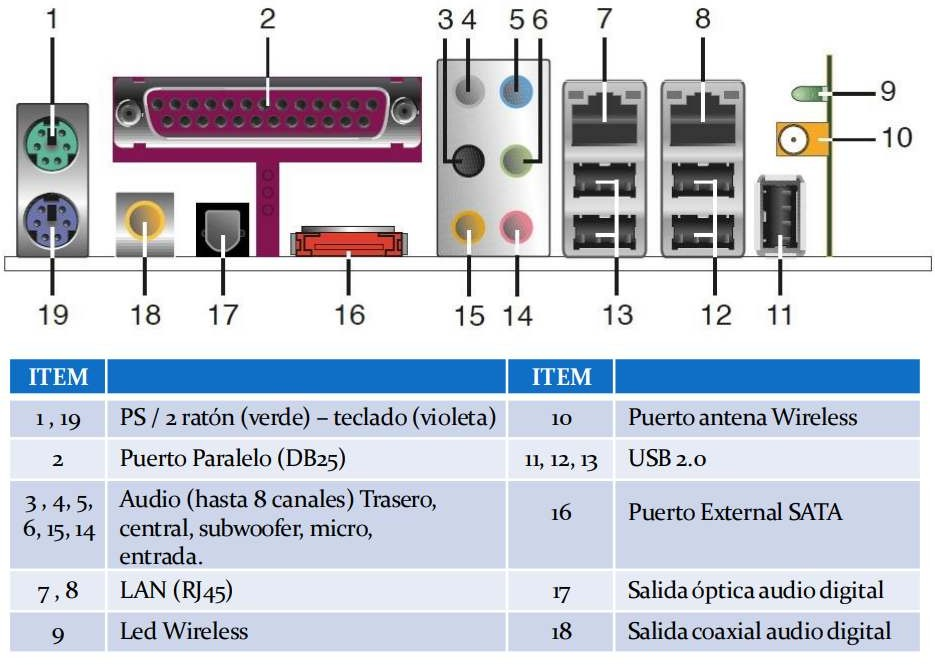 1 2 3 4 5 6 7 8
9
10
19 18 17 16 15 14 13 12 11
ITEM ITEM
1 , 19 PS / 2 ratón (verde) – teclado (violeta) 10 Puerto antena Wireless
2 Puerto Paralelo (DB25) 11, 12, 13 USB 2.0
3 , 4, 5, 6, 15, 14 Audio (hasta 8 canales) Trasero,
central, subwoofer, micro,
entrada.
16 Puerto External SATA
7 , 8 LAN (RJ45) 17 Salida óptica audio digital
9 Led Wireless 18 Salida coaxial audio digital